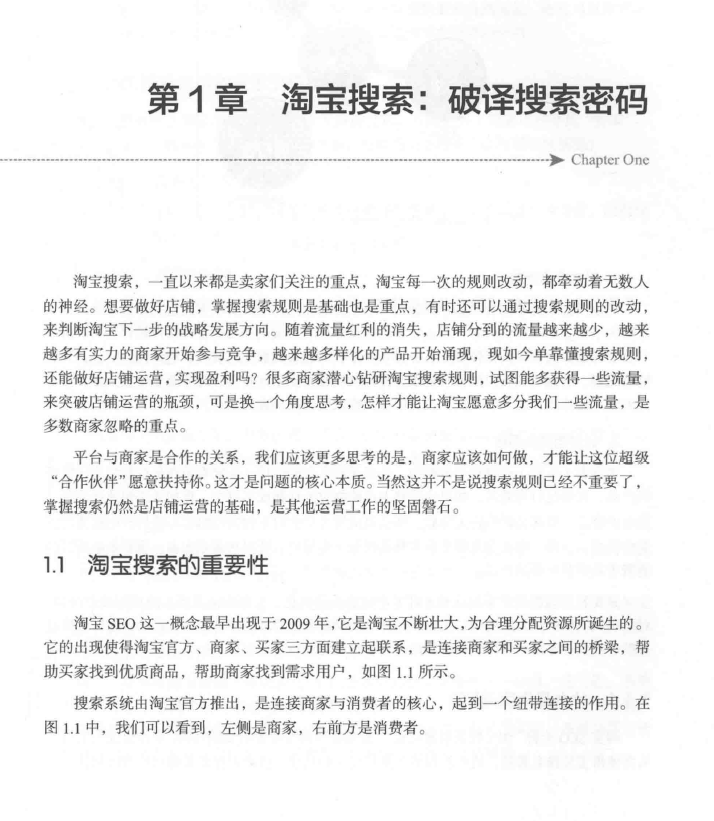 第1章 淘宝搜索：破译搜索密码
Chapter One
淘宝搜索，一直以来都是卖家们关注的重点，淘宝每一次的规则改动，都牵动着无数人
的神经。想要做好店铺，掌握搜索规则是基础也是重点，有时还可以通过搜索规则的改动，
来判断淘宝下一步的战略发展方向。随着流量红利的消失，店铺分到的流量越来越少，越来
越多有实力的商家开始参与竞争，越来越多样化的产品开始涌现，现如今单靠懂搜索规则，
还能做好店铺运营，实现盈利吗？很多商家潜心钻研淘宝搜索规则，试图能多获得一些流量，
来突破店铺运营的瓶颈，可是换一个角度思考，怎样才能让淘宝愿意多分我们一些流量，是
多数商家忽略的重点。
平台与商家是合作的关系，我们应该更多思考的是，商家应该如何做，才能让这位超级
“合作伙伴”愿意扶持你。这才是问题的核心本质。当然这并不是说搜索规则已经不重要了，
掌握搜索仍然是店铺运营的基础，是其他运营工作的坚固磐石。
1.1 淘宝搜索的重要性
淘宝 SEO 这一概念最早出现于 2009 年，它是淘宝不断壮大，为合理分配资源所诞生的。
它的出现使得淘宝官方、商家、买家三方面建立起联系，是连接商家和买家之间的桥梁，帮
助买家找到优质商品，帮助商家找到需求用户，如图 1.1 所示。
搜索系统由淘宝官方推出，是连接商家与消费者的核心，起到一个纽带连接的作用。在
图 1.1 中，我们可以看到，左侧是商家，右前方是消费者。